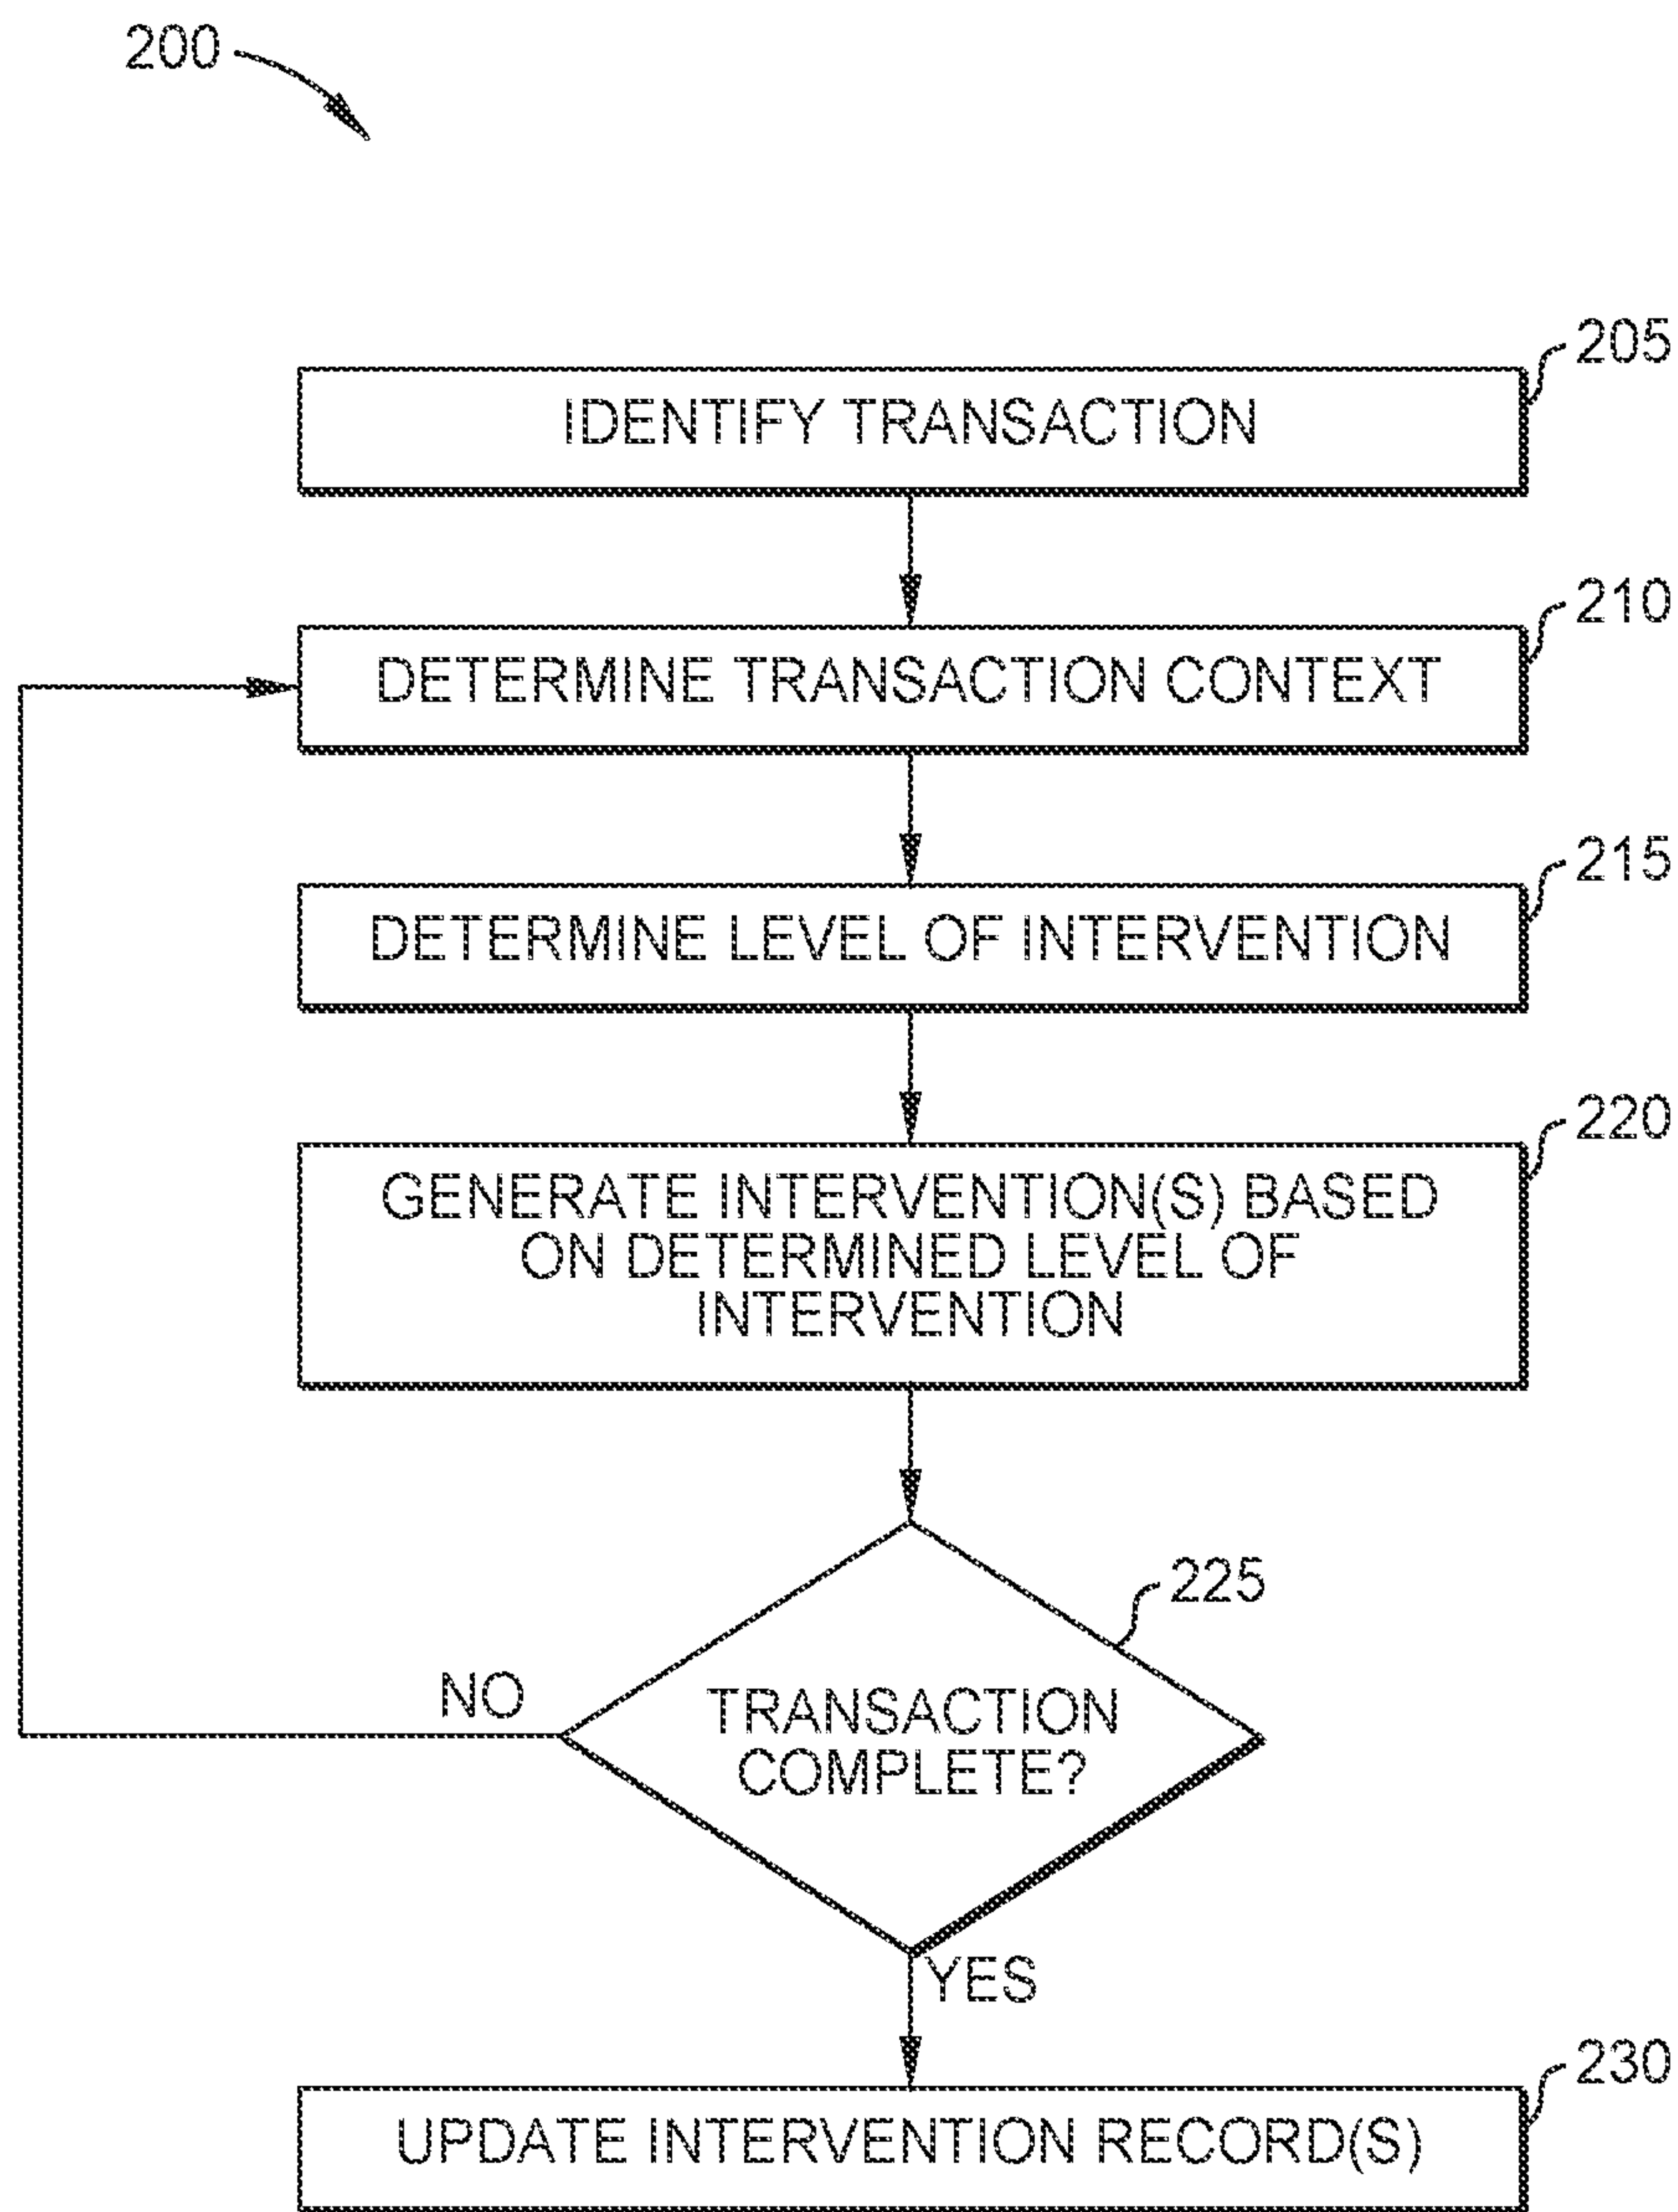 200
205
IDENTIFY TRANSACTION
210
DETERMINE TRANSACTION CONTEXT
215
DETERMINE LEVEL OF INTERVENTION
220
GENERATE INTERVENTION(S) BASED
ON DETERMINED LEVEL OF
INTERVENTION
225
NO
TRANSACTION
COMPLETE?
YES
230
UPDATE INTERVENTION RECORD(S)